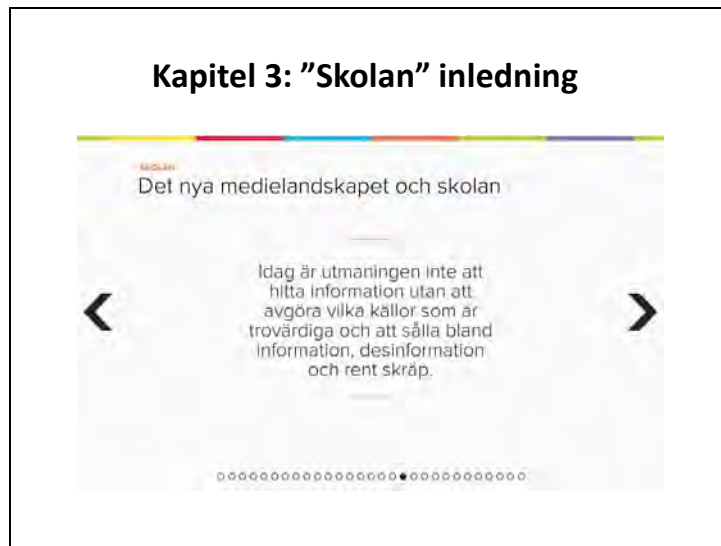 Kapitel 3: ”Skolan” inledning
SKOLAN
Det nya medielandskapet och skolan
Idag är utmaningen inte att
hitta information utan att
avgöra vilka källor som är
trovärdiga och att sålla bland
information, desinformation
och rent skräp.